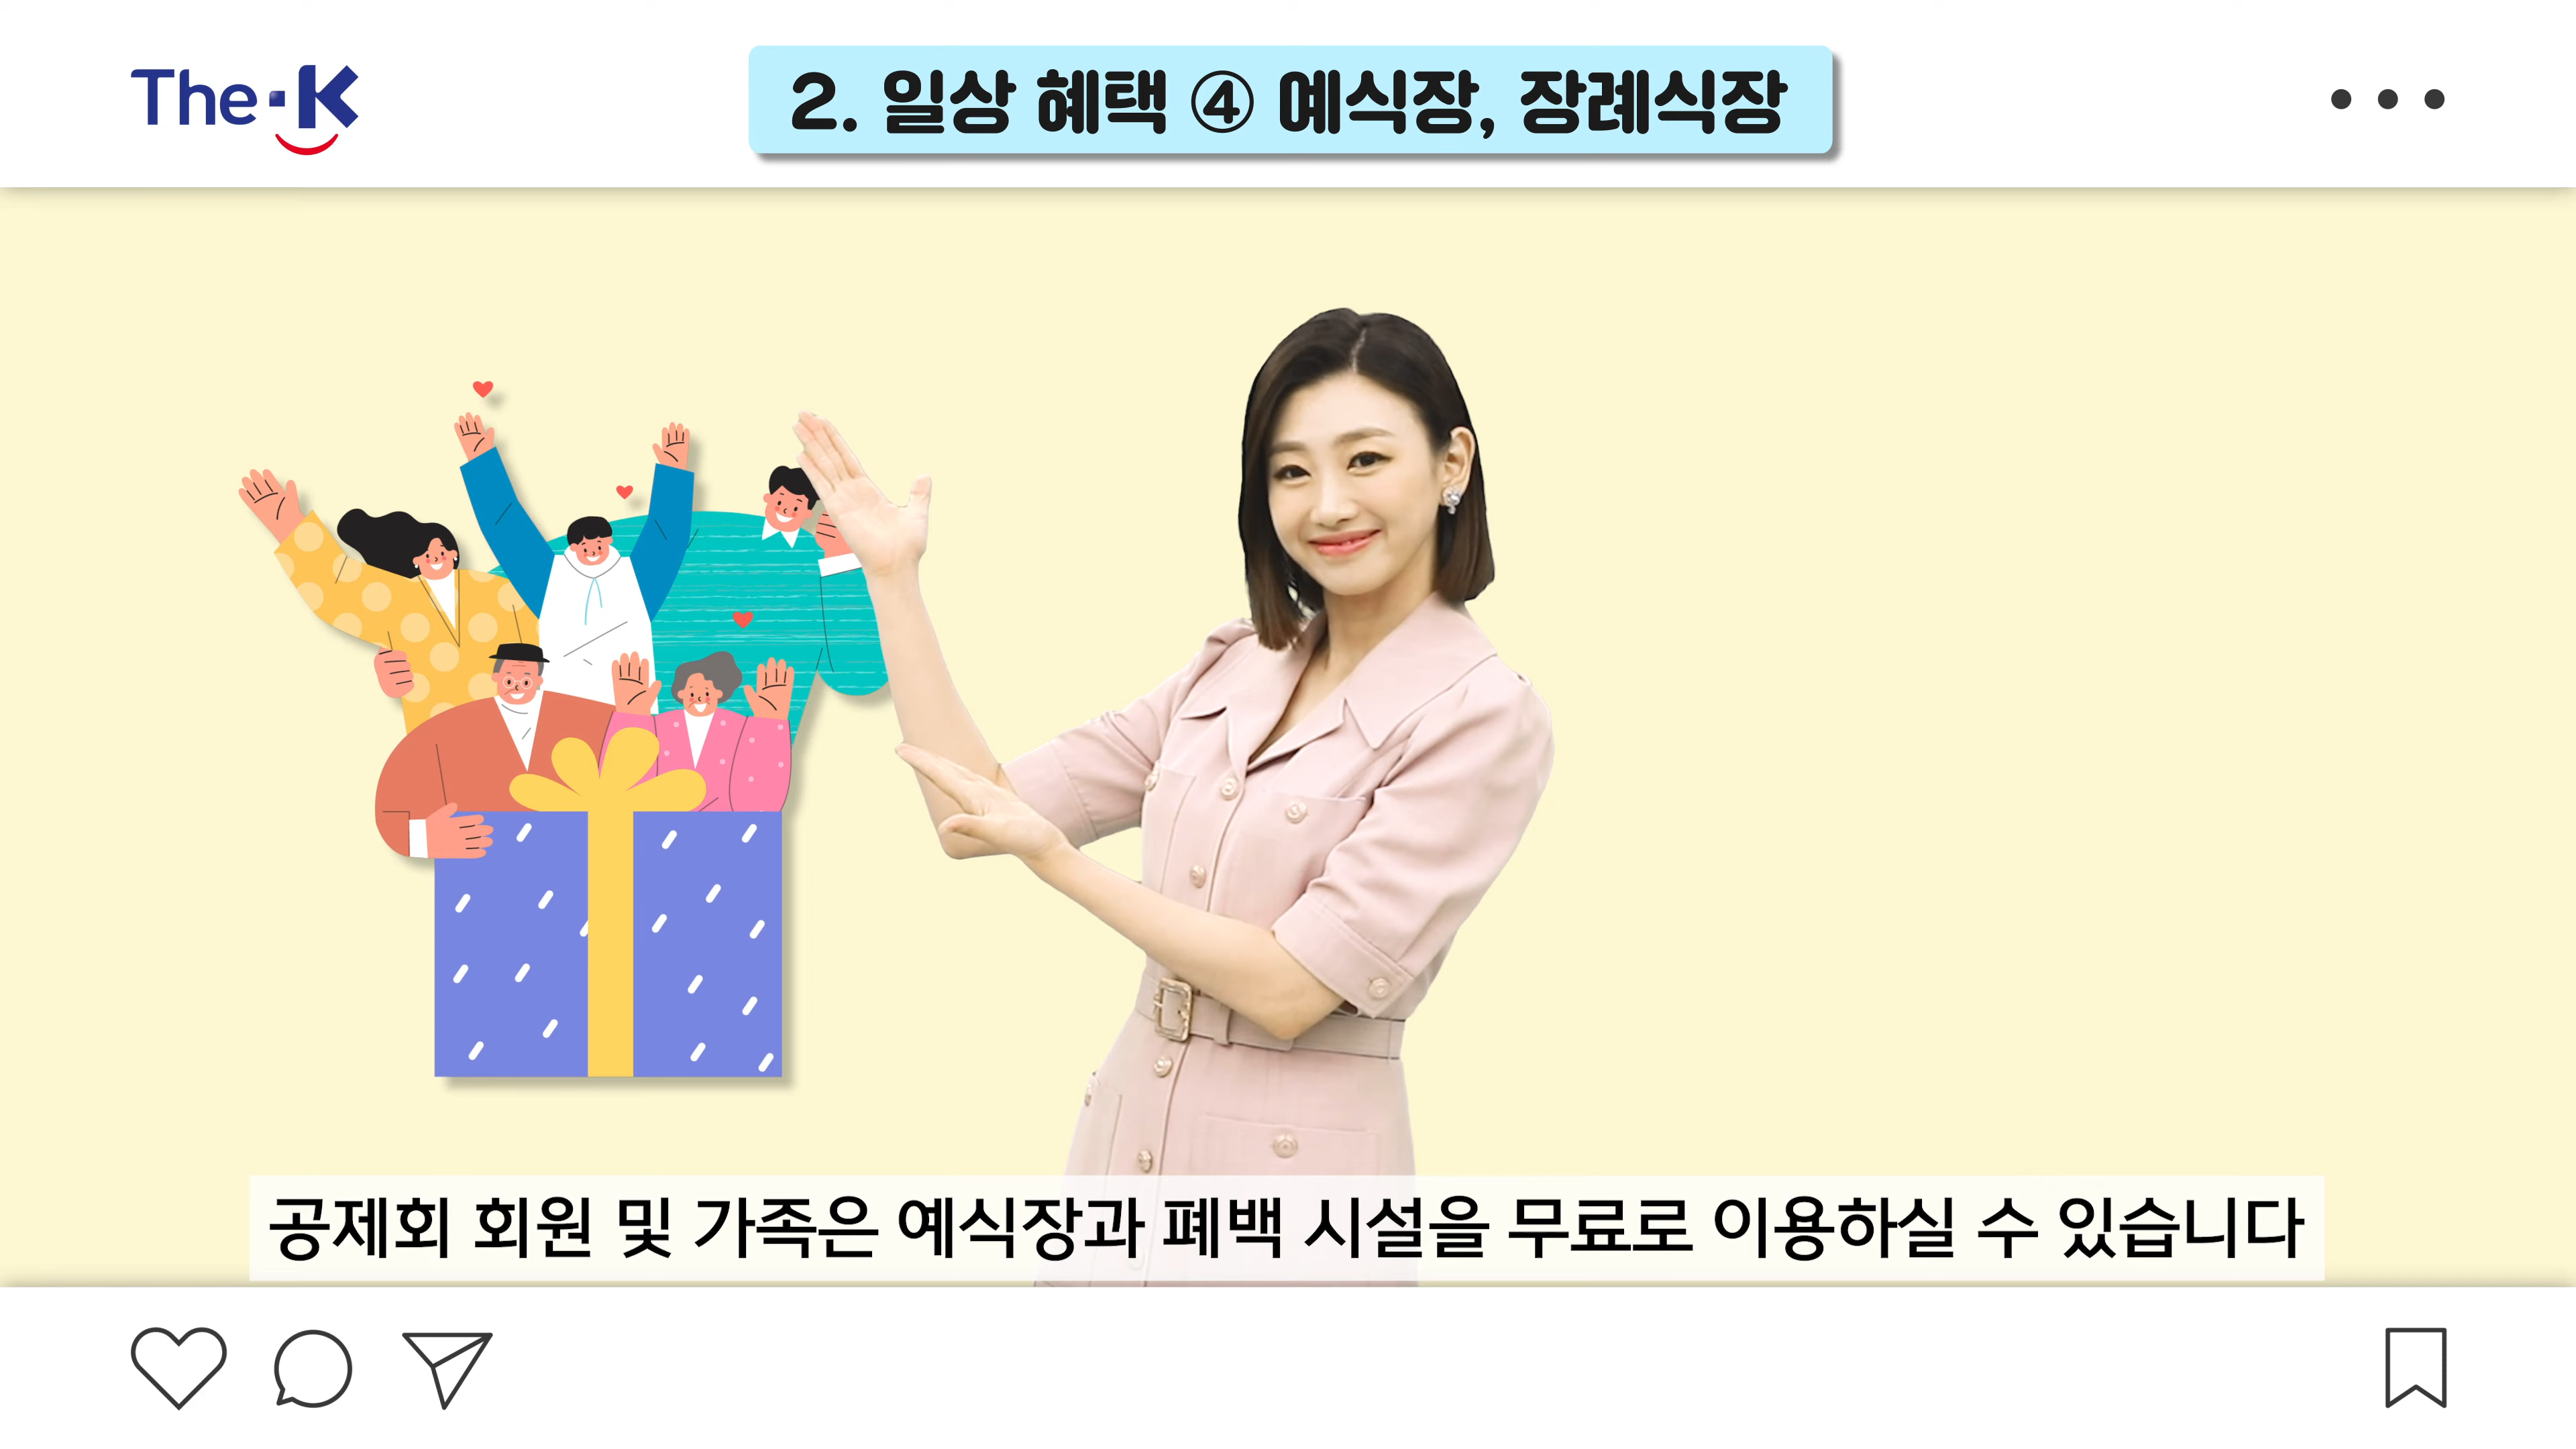 The-K
2. 일상 혜택 ④ 예식장, 장례식장
공제회 회원 및 가족은 예식장과 폐백 시설을 무료로 이용하실 수 있습니다